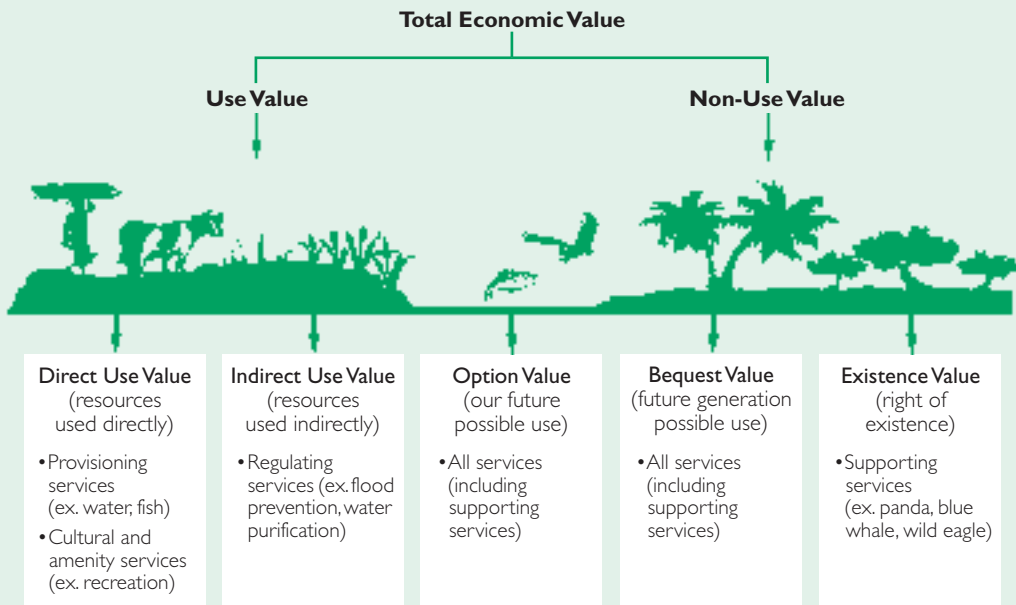 Total Economic Value
Use Value
Non-Use Value
Direct Use Value
(resources
used directly)
•Provisioning
services
(ex. water, fish)
•Cultural and
amenity services
(ex. recreation)
Indirect Use Value
(resources
used indirectly)
•Regulating
services (ex. flood
prevention, water
purification)
Option Value
(our future
possible use)
•All services
(including
supporting
services)
Bequest Value
(future generation
possible use)
•All services
(including
supporting
services)
Existence Value
(right of
existence)
•Supporting
services
(ex. panda, blue
whale, wild eagle)